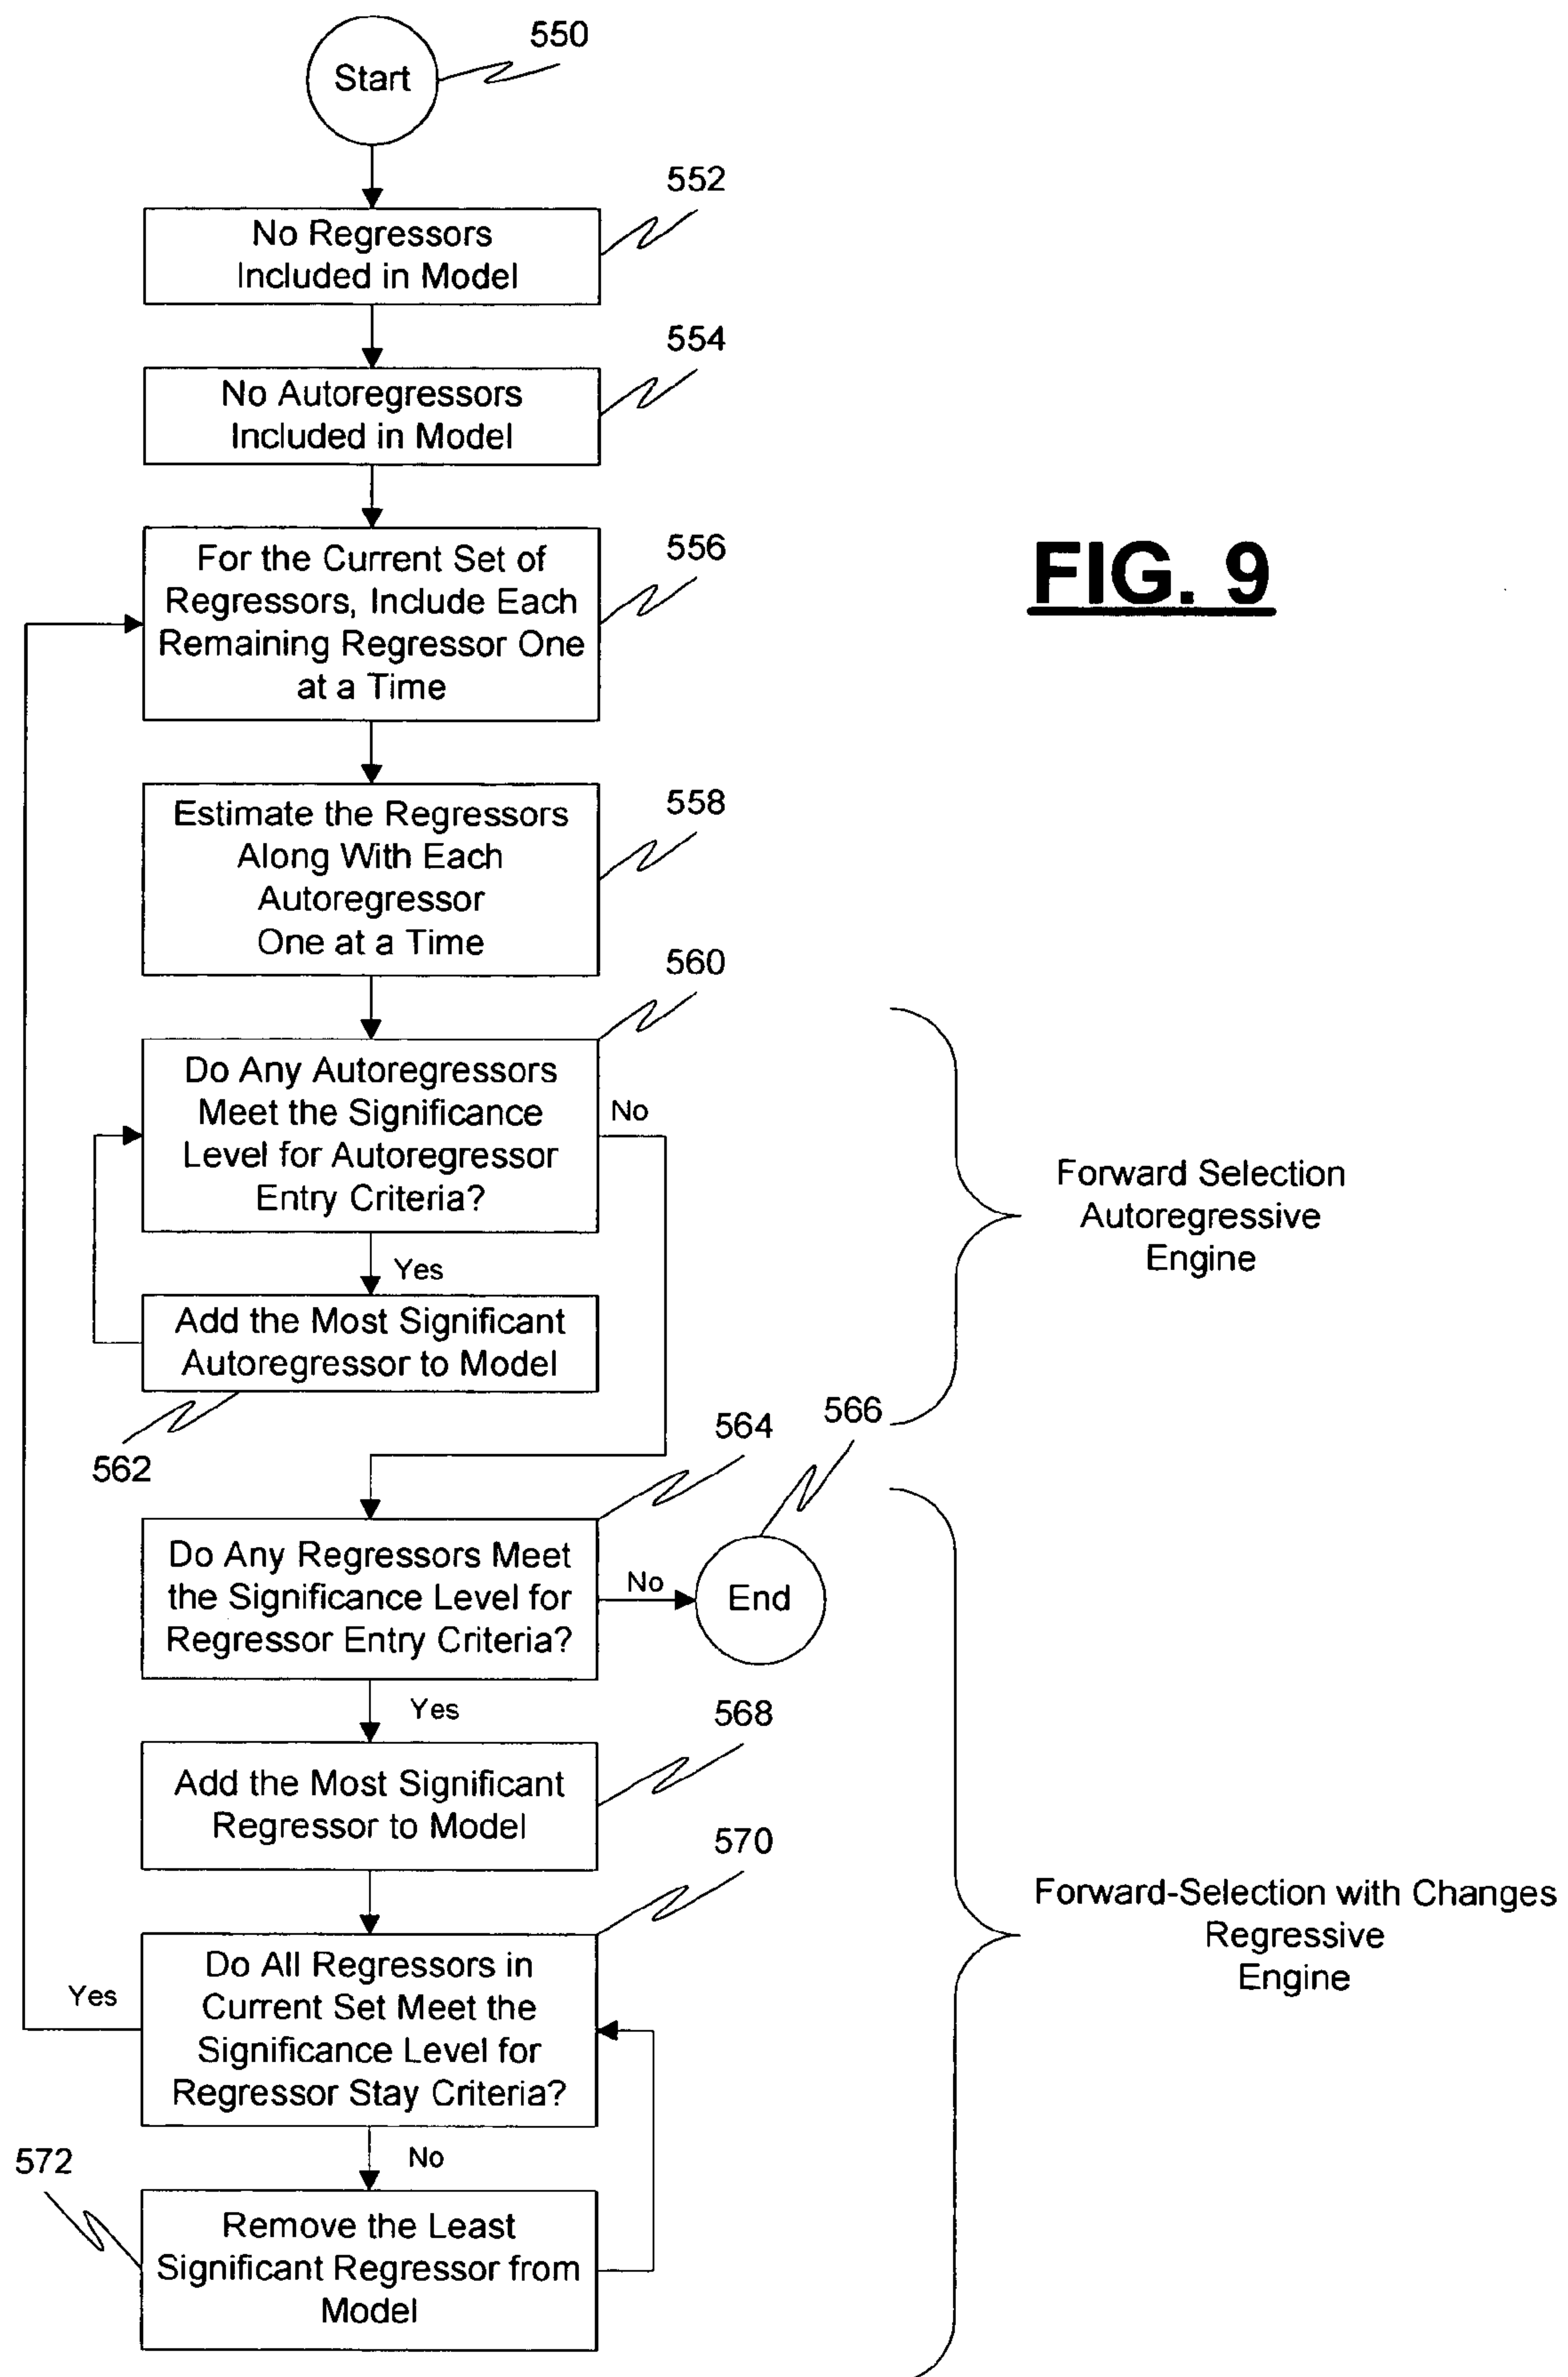 550
Start
552
No Regressors
Included in Model
554
No Autoregressors
Included in Model
FIG. 9
556
For the Current Set of
Regressors, Include Each
Remaining Regressor One
at a Time
558
Estimate the Regressors
Along With Each
Autoregressor
One at a Time
560
Do Any Autoregressors
Meet the Significance
Level for Autoregressor
Entry Criteria?
No
Yes
Forward Selection
Autoregressive
Engine
Add the Most Significant
Autoregressor to Model
562
564
566
Do Any Regressors Meet
the Significance Level for
Regressor Entry Criteria?
No
End
Yes
568
Add the Most Significant
Regressor to Model
570
Do All Regressors in
Current Set Meet the
Significance Level for
Regressor Stay Criteria?
Yes
No
Forward-Selection with Changes
Regressive
Engine
572
Remove the Least
Significant Regressor from
Model